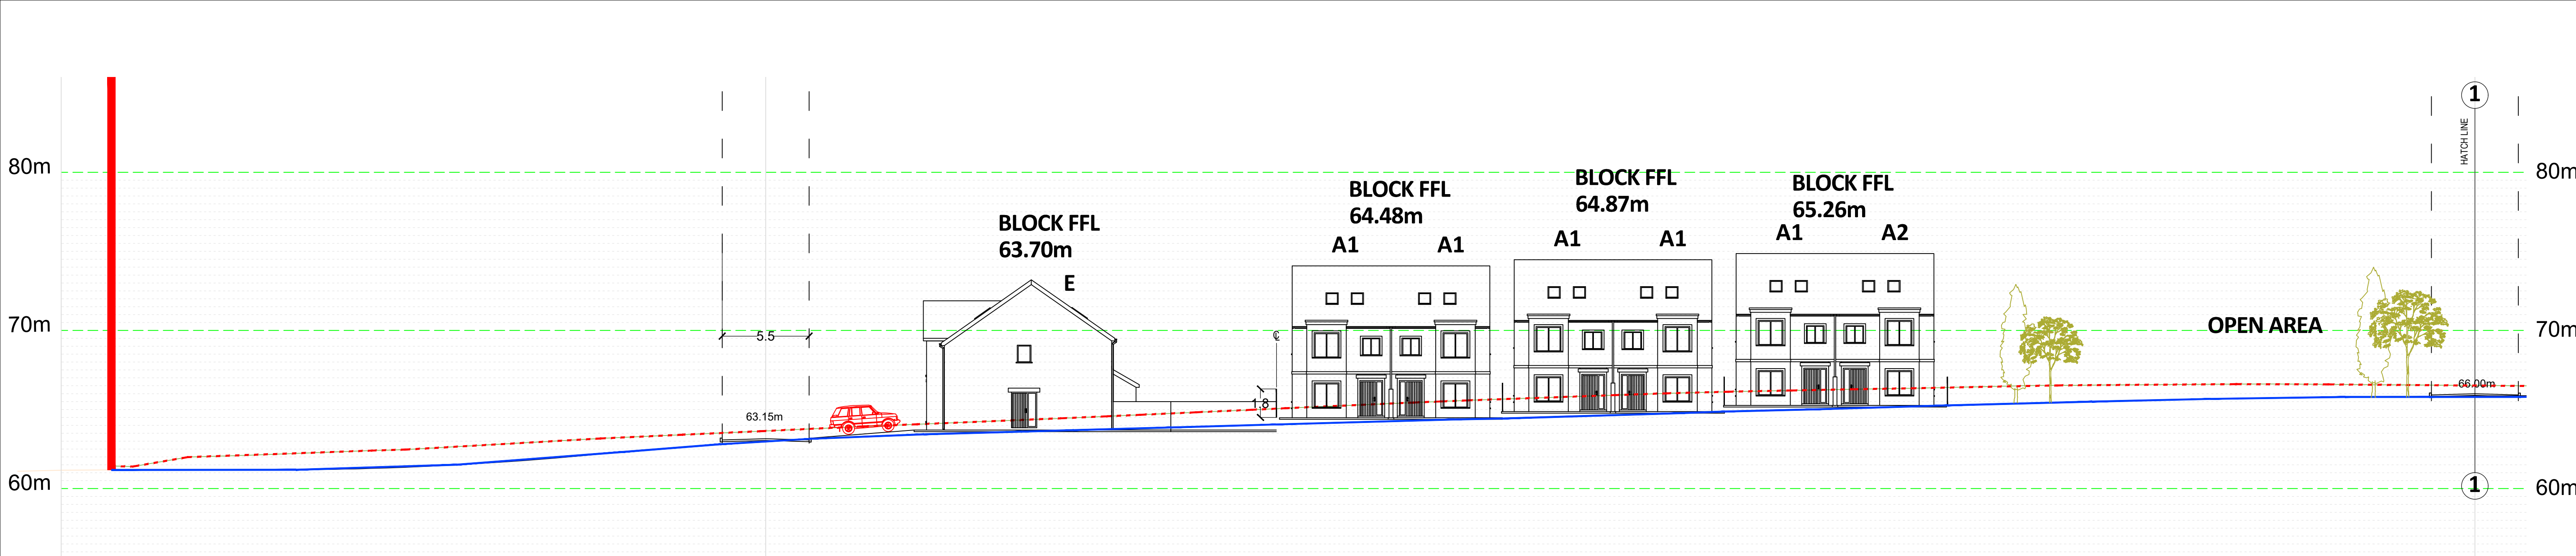 1
HATCH LINE
80m
80m
BLOCK FFL
64.87m
BLOCK FFL
65.26m
BLOCK FFL
64.48m
BLOCK FFL
63.70m
A1 A1
A1 A1
A1 A2
E
70m
5.5
℄
OPEN AREA
70m
1.8
63.15m
66.00m
60m
1
60m